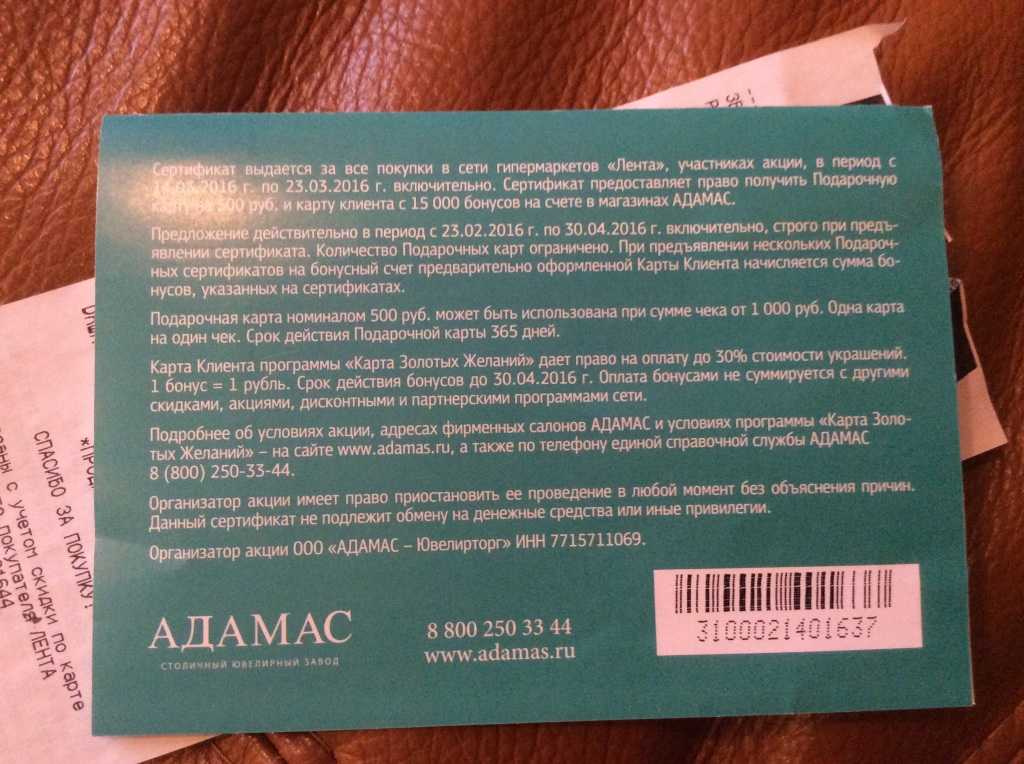 Сертификат выдается за все покупки в сети гипермаркетов «Лента», участниках акции, в период с
14.03.2016 г. по 23.03.2016 г. включительно. Сертификат предоставляет право получить Подарочную
карту на 500 руб. и карту клиента с 15 000 бонусов на счете в магазинах АДАМАС.
Предложение действительно в период с 23.02.2016 г. по 30.04.2016 г. включительно, строго при предъ-
явлении сертификата. Количество Подарочных карт ограничено. При предъявлении нескольких Подароч-
ных сертификатов на бонусный счет предварительно оформленной Карты Клиента начисляется сумма бо-
нусов, указанных на сертификатах.
Подарочная карта номиналом 500 руб. может быть использована при сумме чека от 1 000 руб. Одна карта
на один чек. Срок действия Подарочной карты 365 дней.
Карта Клиента программы «Карта Золотых Желаний» дает право на оплату до 30% стоимости украшений.
1 бонус = 1 рубль. Срок действия бонусов до 30.04.2016 г. Оплата бонусами не суммируется с другими
скидками, акциями, дисконтными и партнерскими программами сети.
Подробнее об условиях акции, адресах фирменных салонов АДАМАС и условиях программы «Карта Золо-
тых Желаний» – на сайте www.adamas.ru, а также по телефону единой справочной службы АДАМАС
8 (800) 250-33-44.
Организатор акции имеет право приостановить ее проведение в любой момент без объяснения причин.
Данный сертификат не подлежит обмену на денежные средства или иные привилегии.
Организатор акции ООО «АДАМАС – Ювелирторг» ИНН 7715711069.
АДАМАС
СТОЛИЧНЫЙ ЮВЕЛИРНЫЙ ЗАВОД
8 800 250 33 44
www.adamas.ru
3100021401637
СПАСИБО ЗА ПОКУПКУ!
с учетом скидки по карте
покупателя ЛЕНТА